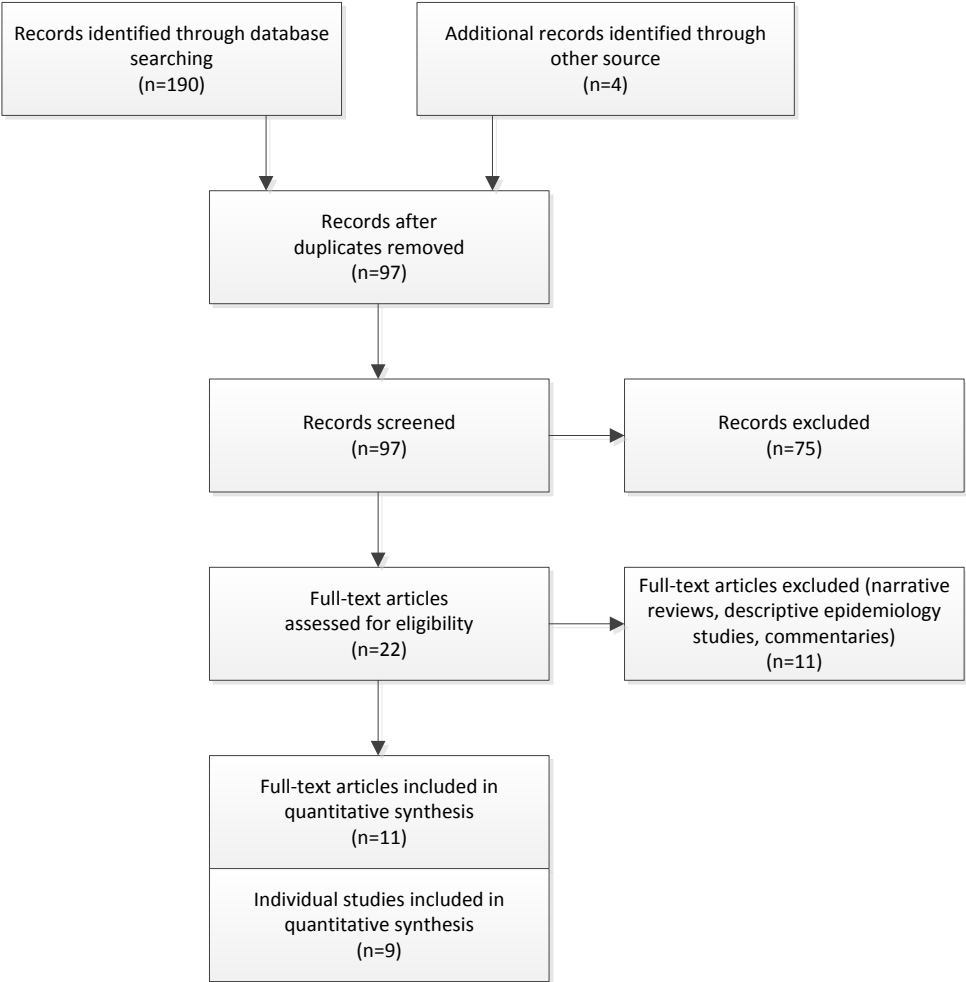 Records identified through database
searching
(n=190)
Additional records identified through
other source
(n=4)
Records after
duplicates removed
(n=97)
Records screened
(n=97)
Records excluded
(n=75)
Full-text articles
assessed for eligibility
(n=22)
Full-text articles excluded (narrative
reviews, descriptive epidemiology
studies, commentaries)
(n=11)
Full-text articles included in
quantitative synthesis
(n=11)
Individual studies included in
quantitative synthesis
(n=9)